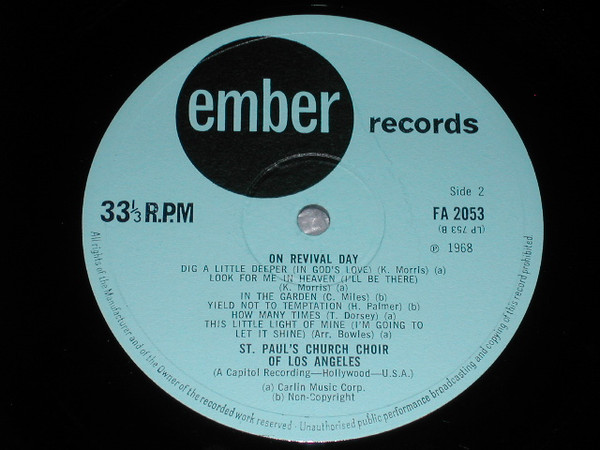 ember records
Side 2
33⅓ R.P.M
FA 2053
(LP 753 B)
℗ 1968
ON REVIVAL DAY
DIG A LITTLE DEEPER (IN GOD'S LOVE) (K. Morris) (a)
LOOK FOR ME IN HEAVEN (I'LL BE THERE)
(K. Morris) (a)
IN THE GARDEN (C. Miles) (b)
YIELD NOT TO TEMPTATION (H. Palmer) (b)
HOW MANY TIMES (T. Dorsey) (a)
THIS LITTLE LIGHT OF MINE (I'M GOING TO
LET IT SHINE) (Arr. Bowles) (a)
ST. PAUL'S CHURCH CHOIR
OF LOS ANGELES
(A Capitol Recording—Hollywood—U.S.A.)
(a) Carlin Music Corp.
(b) Non-Copyright
All rights of the Manufacturer and of the Owner of the recorded work reserved - Unauthorised public performance broadcasting and copying of this record prohibited